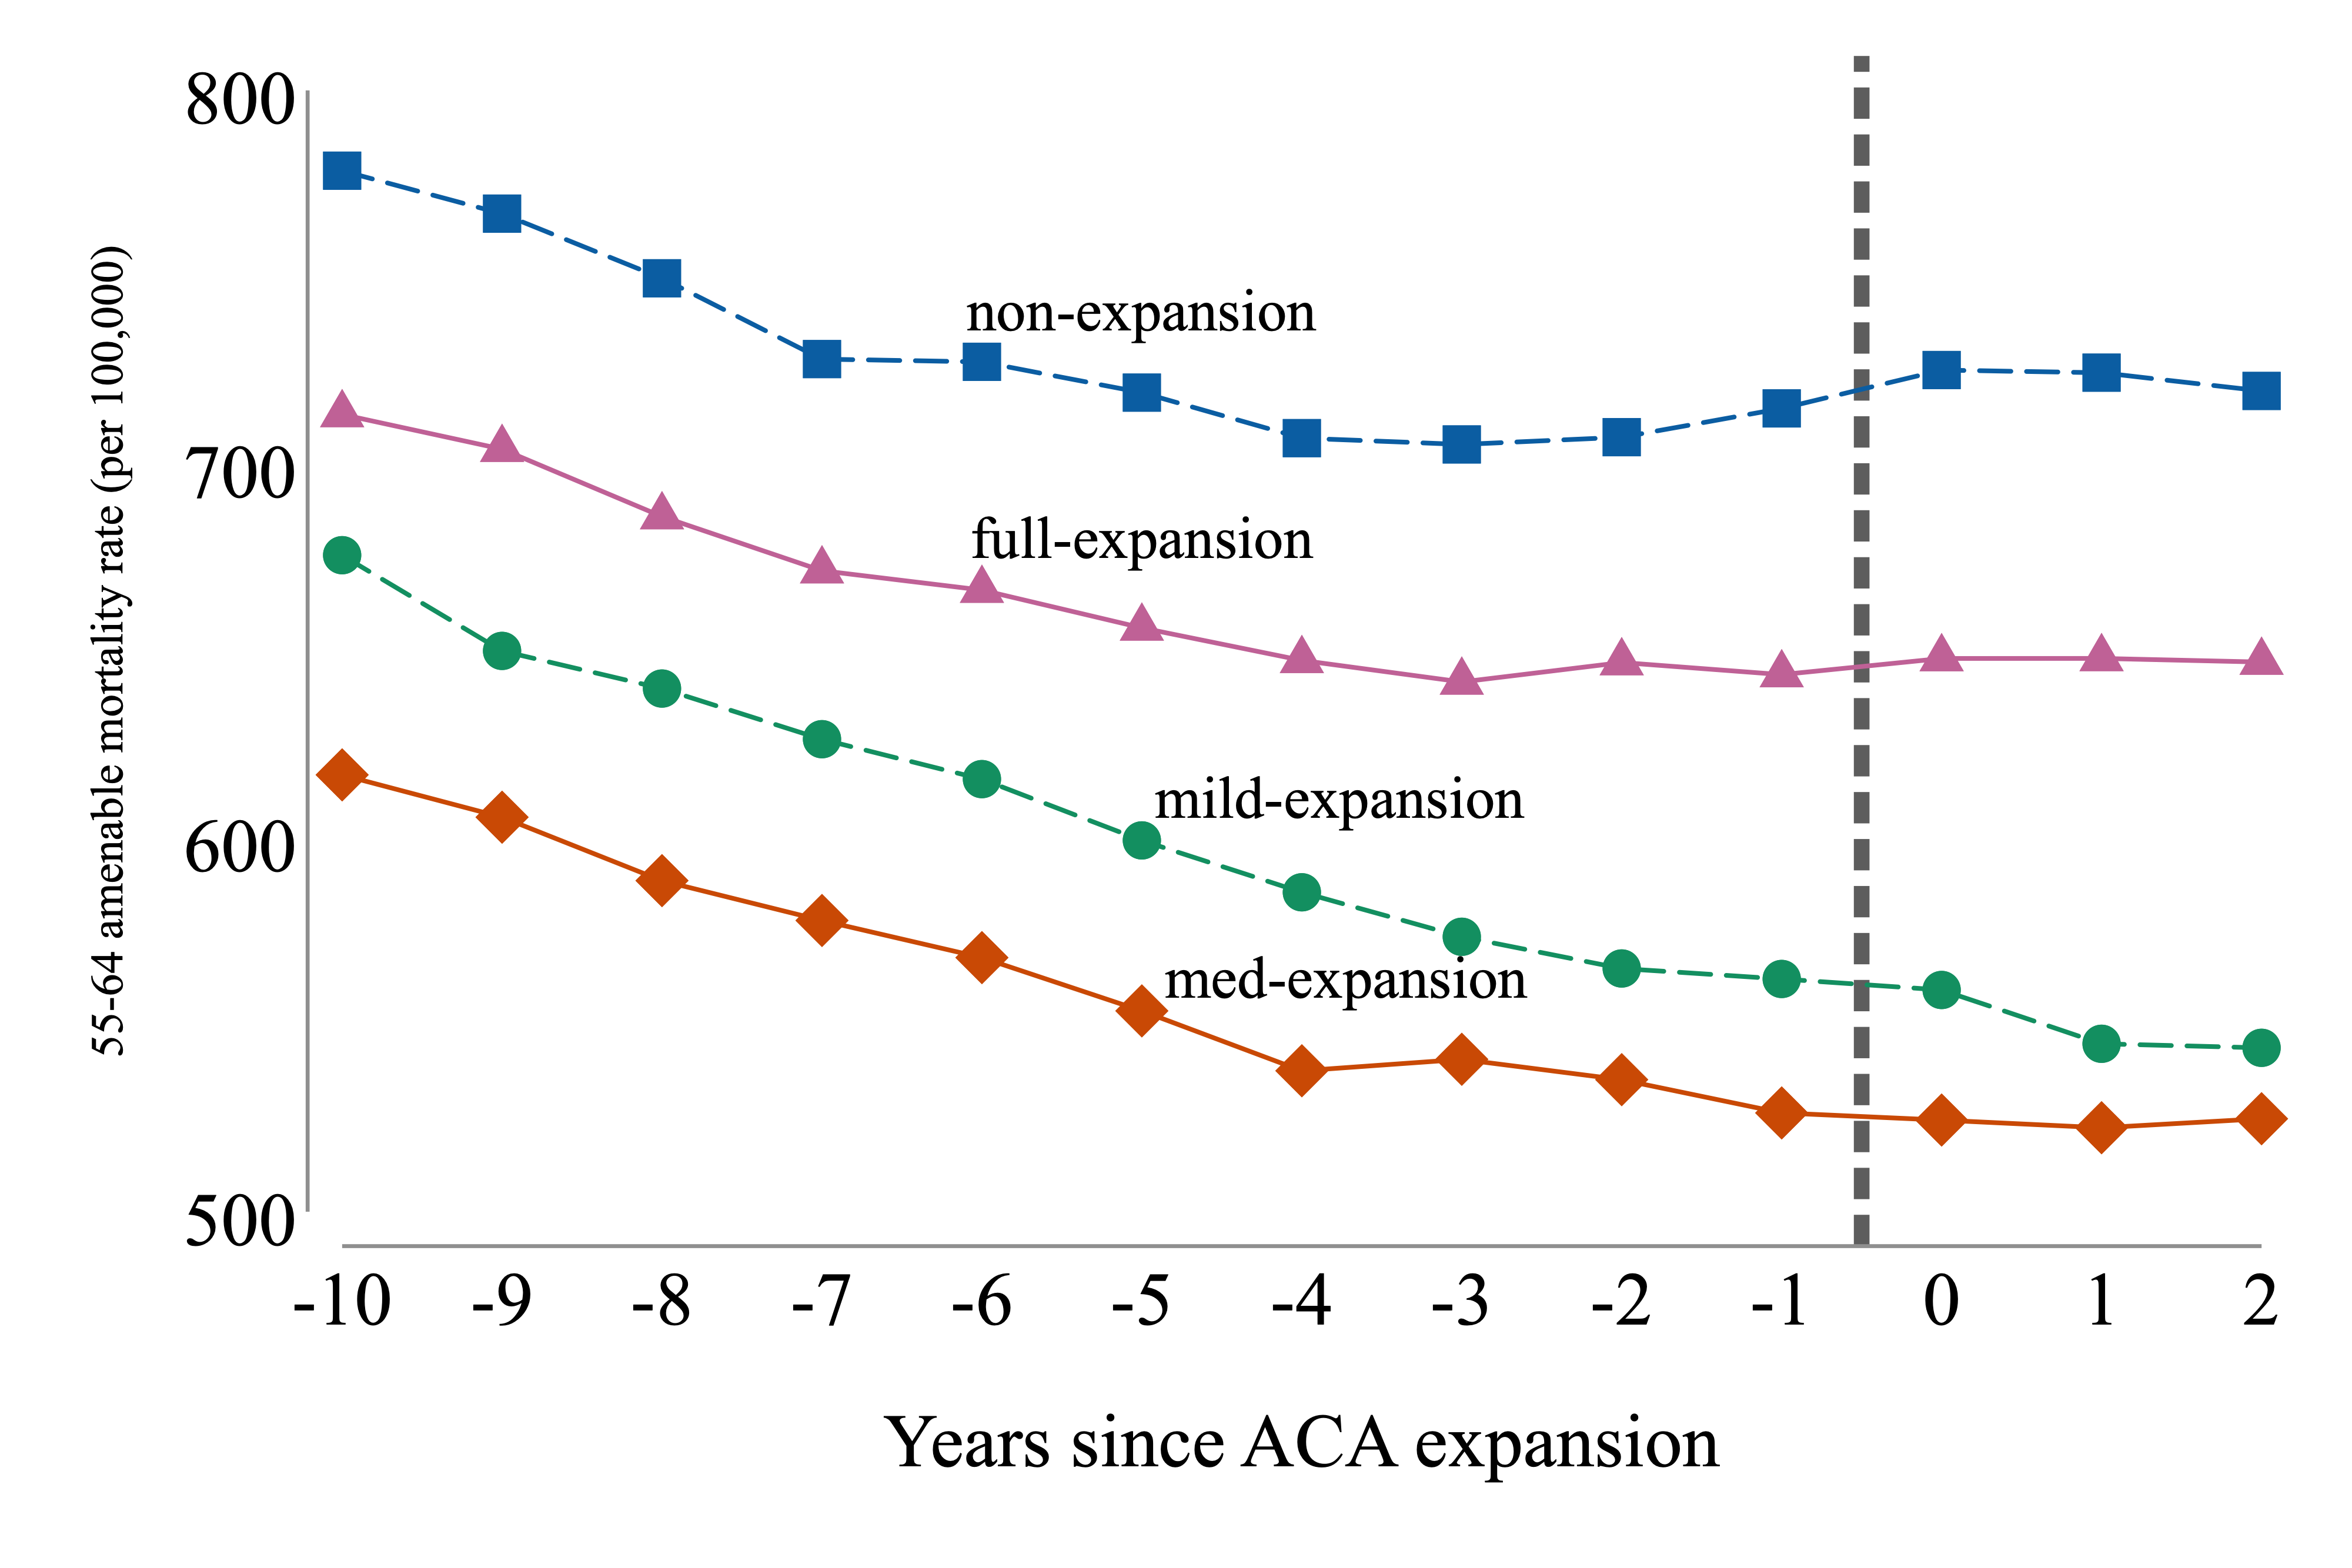 800
700
600
500
55-64 amenable mortality rate (per 100,000)
non-expansion
full-expansion
mild-expansion
med-expansion
-10 -9 -8 -7 -6 -5 -4 -3 -2 -1 0 1 2
Years since ACA expansion